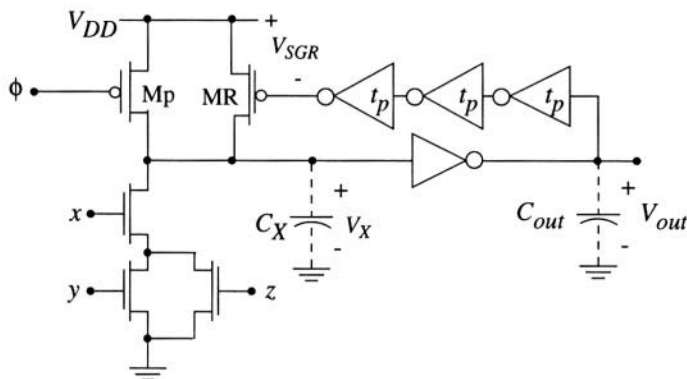 V_DD
+
V_SGR
-
ϕ
Mp
MR
t_p
t_p
t_p
x
C_X
+
V_X
-
C_out
+
V_out
-
y
z